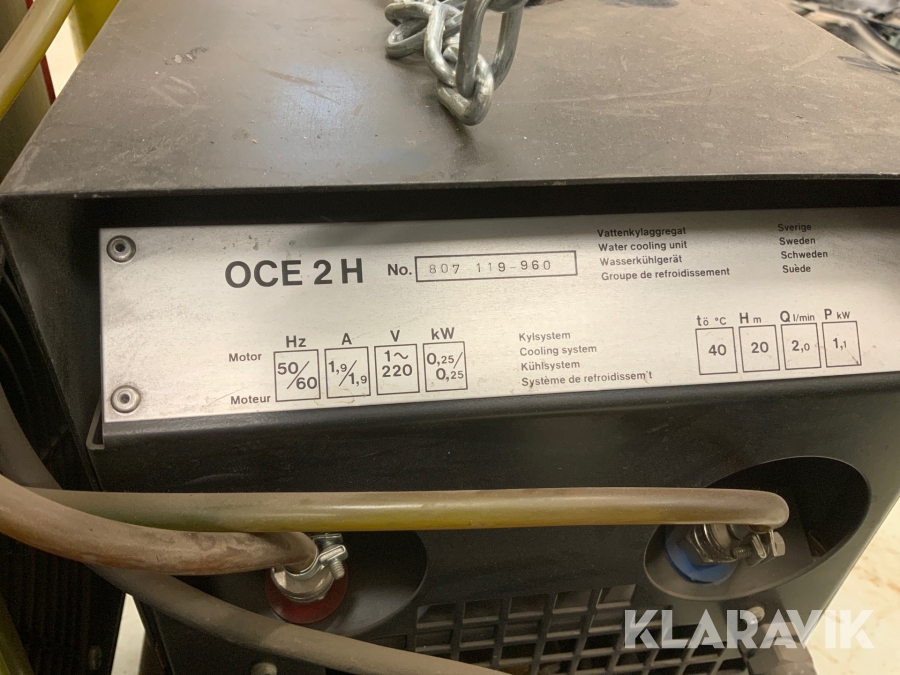 OCE 2 H No. 807 119-960
Vattenkylaggregat Sverige
Water cooling unit Sweden
Wasserkühlgerät Schweden
Groupe de refroidissement Suède
Hz A V kW
Motor
Moteur
50/60 1,9/1,9 1~ 220 0,25/0,25
Kylsystem
Cooling system
Kühlsystem
Système de refroidissem't
tö °C H m Q l/min P kW
40 20 2,0 1,1
KLARAVIK